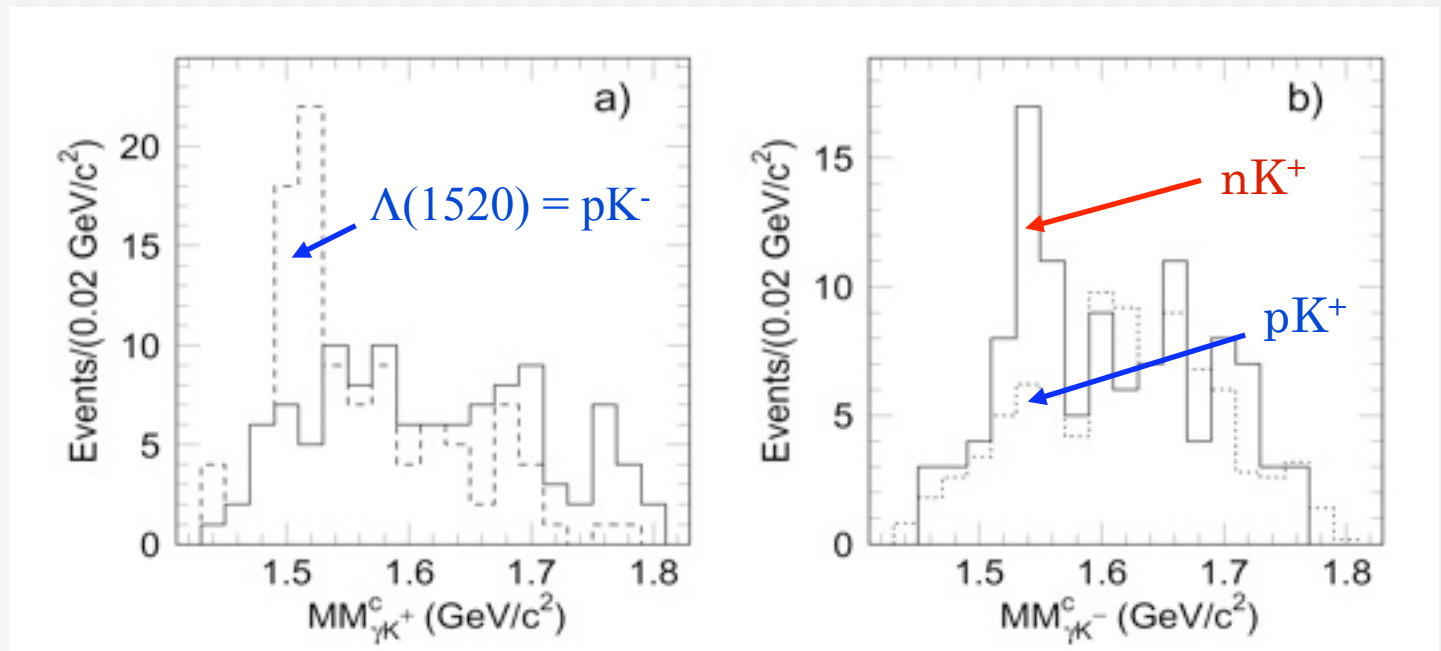 a)
Events/(0.02 GeV/c²)
20
15
10
5
0
Λ(1520) = pK⁻
1.5 1.6 1.7 1.8
MMᶜγK⁺ (GeV/c²)
b)
Events/(0.02 GeV/c²)
15
10
5
0
nK⁺
pK⁺
1.5 1.6 1.7 1.8
MMᶜγK⁻ (GeV/c²)